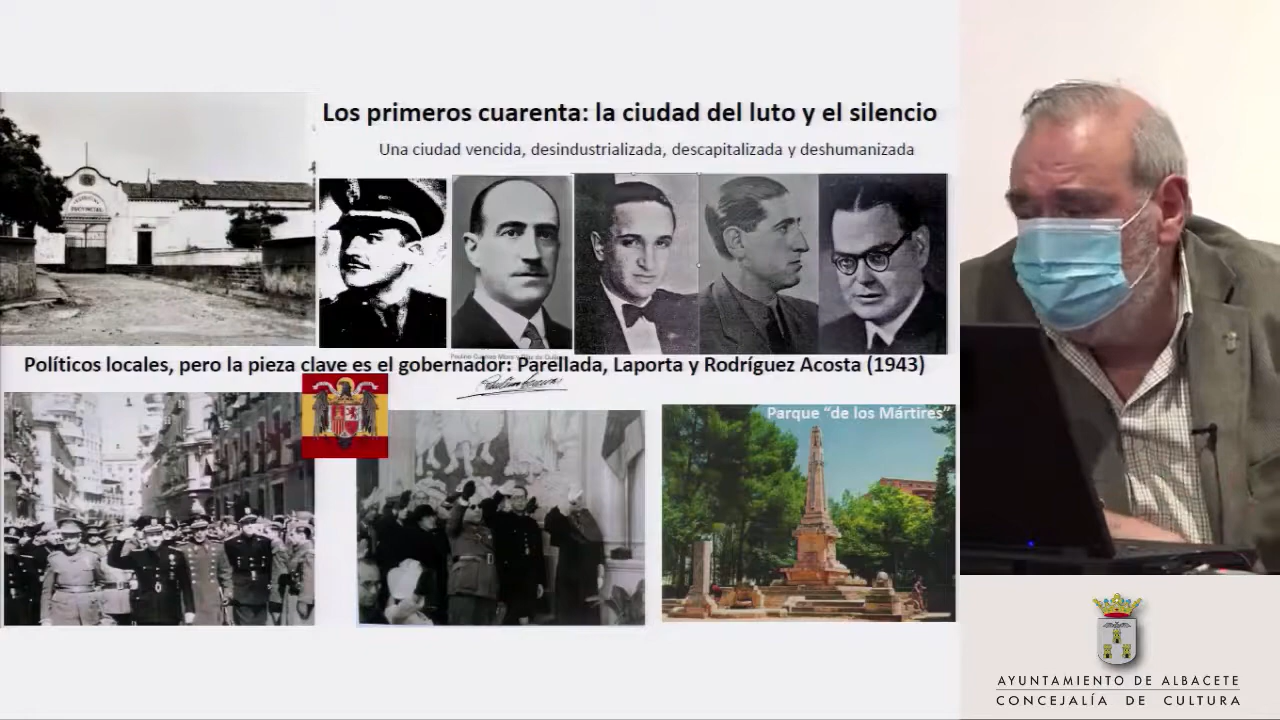 Los primeros cuarenta: la ciudad del luto y el silencio
Una ciudad vencida, desindustrializada, descapitalizada y deshumanizada
Políticos locales, pero la pieza clave es el gobernador: Parellada, Laporta y Rodríguez Acosta (1943)
Parque “de los Mártires”
AYUNTAMIENTO DE ALBACETE
CONCEJALÍA DE CULTURA